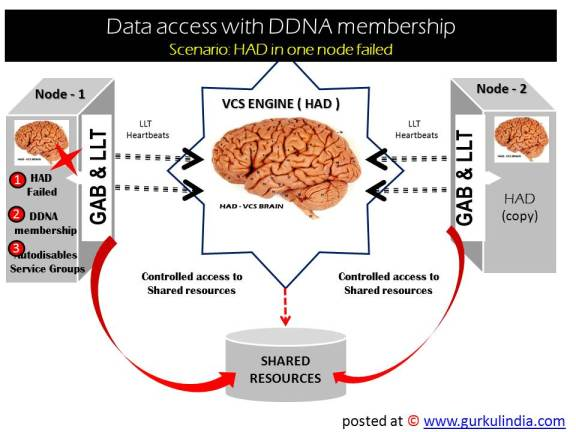 Data access with DDNA membership
Scenario: HAD in one node failed
Node - 1
GAB & LLT
1 HAD
Failed
2 DDNA
membership
3
Autodisables
Service Groups
LLT
Heartbeats
VCS ENGINE ( HAD )
HAD - VCS BRAIN
LLT
Heartbeats
Node - 2
GAB & LLT
HAD
(copy)
Controlled access to
Shared resources
Controlled access to
Shared resources
SHARED
RESOURCES
posted at © www.gurkulindia.com